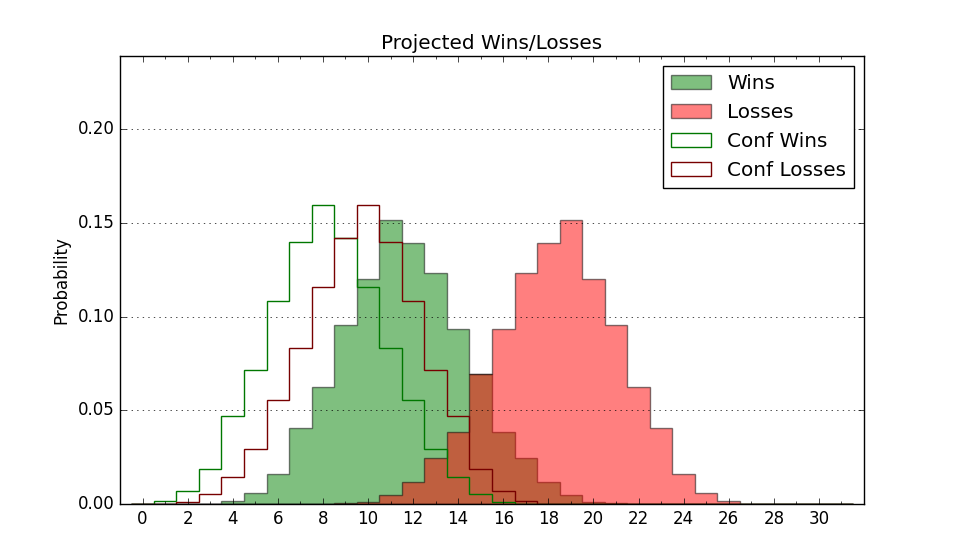 Projected Wins/Losses
Wins
Losses
Conf Wins
Conf Losses
Probability
0.20
0.15
0.10
0.05
0.00
0 2 4 6 8 10 12 14 16 18 20 22 24 26 28 30